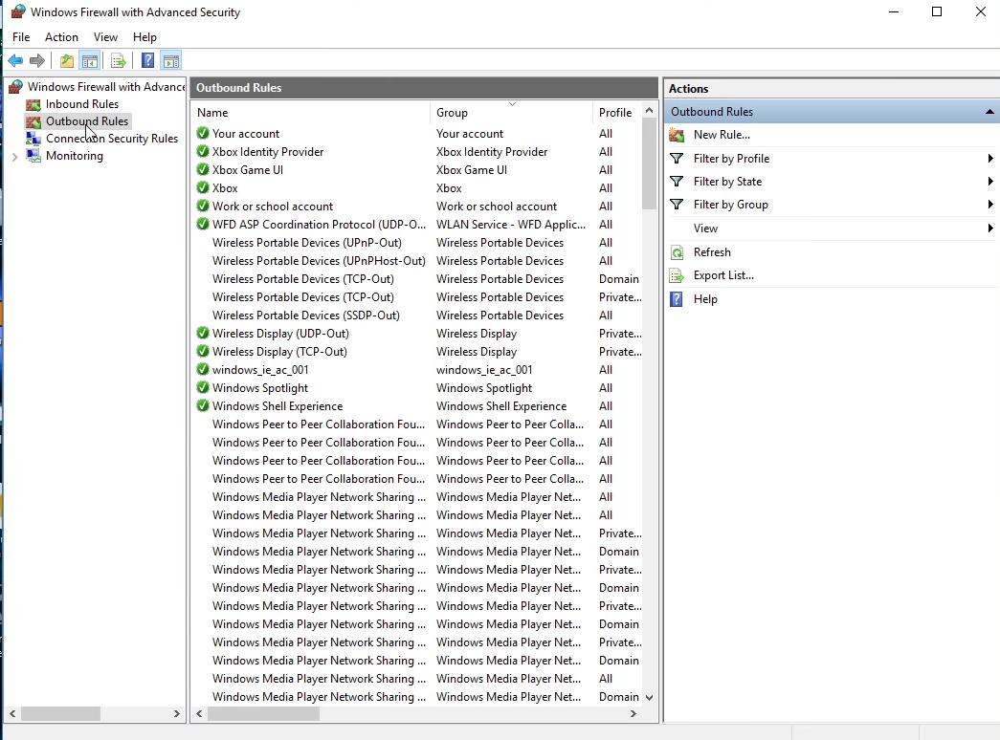 Windows Firewall with Advanced Security
File Action View Help
Windows Firewall with Advance
Inbound Rules
Outbound Rules
Connection Security Rules
Monitoring
Outbound Rules
Name Group Profile
Your account Your account All
Xbox Identity Provider Xbox Identity Provider All
Xbox Game UI Xbox Game UI All
Xbox Xbox All
Work or school account Work or school account All
WFD ASP Coordination Protocol (UDP-O... WLAN Service - WFD Applic... All
Wireless Portable Devices (UPnP-Out) Wireless Portable Devices All
Wireless Portable Devices (UPnPHost-Out) Wireless Portable Devices All
Wireless Portable Devices (TCP-Out) Wireless Portable Devices Domain
Wireless Portable Devices (TCP-Out) Wireless Portable Devices Private...
Wireless Portable Devices (SSDP-Out) Wireless Portable Devices All
Wireless Display (UDP-Out) Wireless Display Private...
Wireless Display (TCP-Out) Wireless Display Private...
windows_ie_ac_001 windows_ie_ac_001 All
Windows Spotlight Windows Spotlight All
Windows Shell Experience Windows Shell Experience All
Windows Peer to Peer Collaboration Fou... Windows Peer to Peer Colla... All
Windows Peer to Peer Collaboration Fou... Windows Peer to Peer Colla... All
Windows Peer to Peer Collaboration Fou... Windows Peer to Peer Colla... All
Windows Peer to Peer Collaboration Fou... Windows Peer to Peer Colla... All
Windows Media Player Network Sharing ... Windows Media Player Net... All
Windows Media Player Network Sharing ... Windows Media Player Net... All
Windows Media Player Network Sharing ... Windows Media Player Net... Private...
Windows Media Player Network Sharing ... Windows Media Player Net... Domain
Windows Media Player Network Sharing ... Windows Media Player Net... Private...
Windows Media Player Network Sharing ... Windows Media Player Net... Domain
Windows Media Player Network Sharing ... Windows Media Player Net... Private...
Windows Media Player Network Sharing ... Windows Media Player Net... Domain
Windows Media Player Network Sharing ... Windows Media Player Net... Private...
Windows Media Player Network Sharing ... Windows Media Player Net... Domain
Windows Media Player Network Sharing ... Windows Media Player Net... All
Windows Media Player Network Sharing ... Windows Media Player Net... Domain
Actions
Outbound Rules
New Rule...
Filter by Profile
Filter by State
Filter by Group
View
Refresh
Export List...
Help